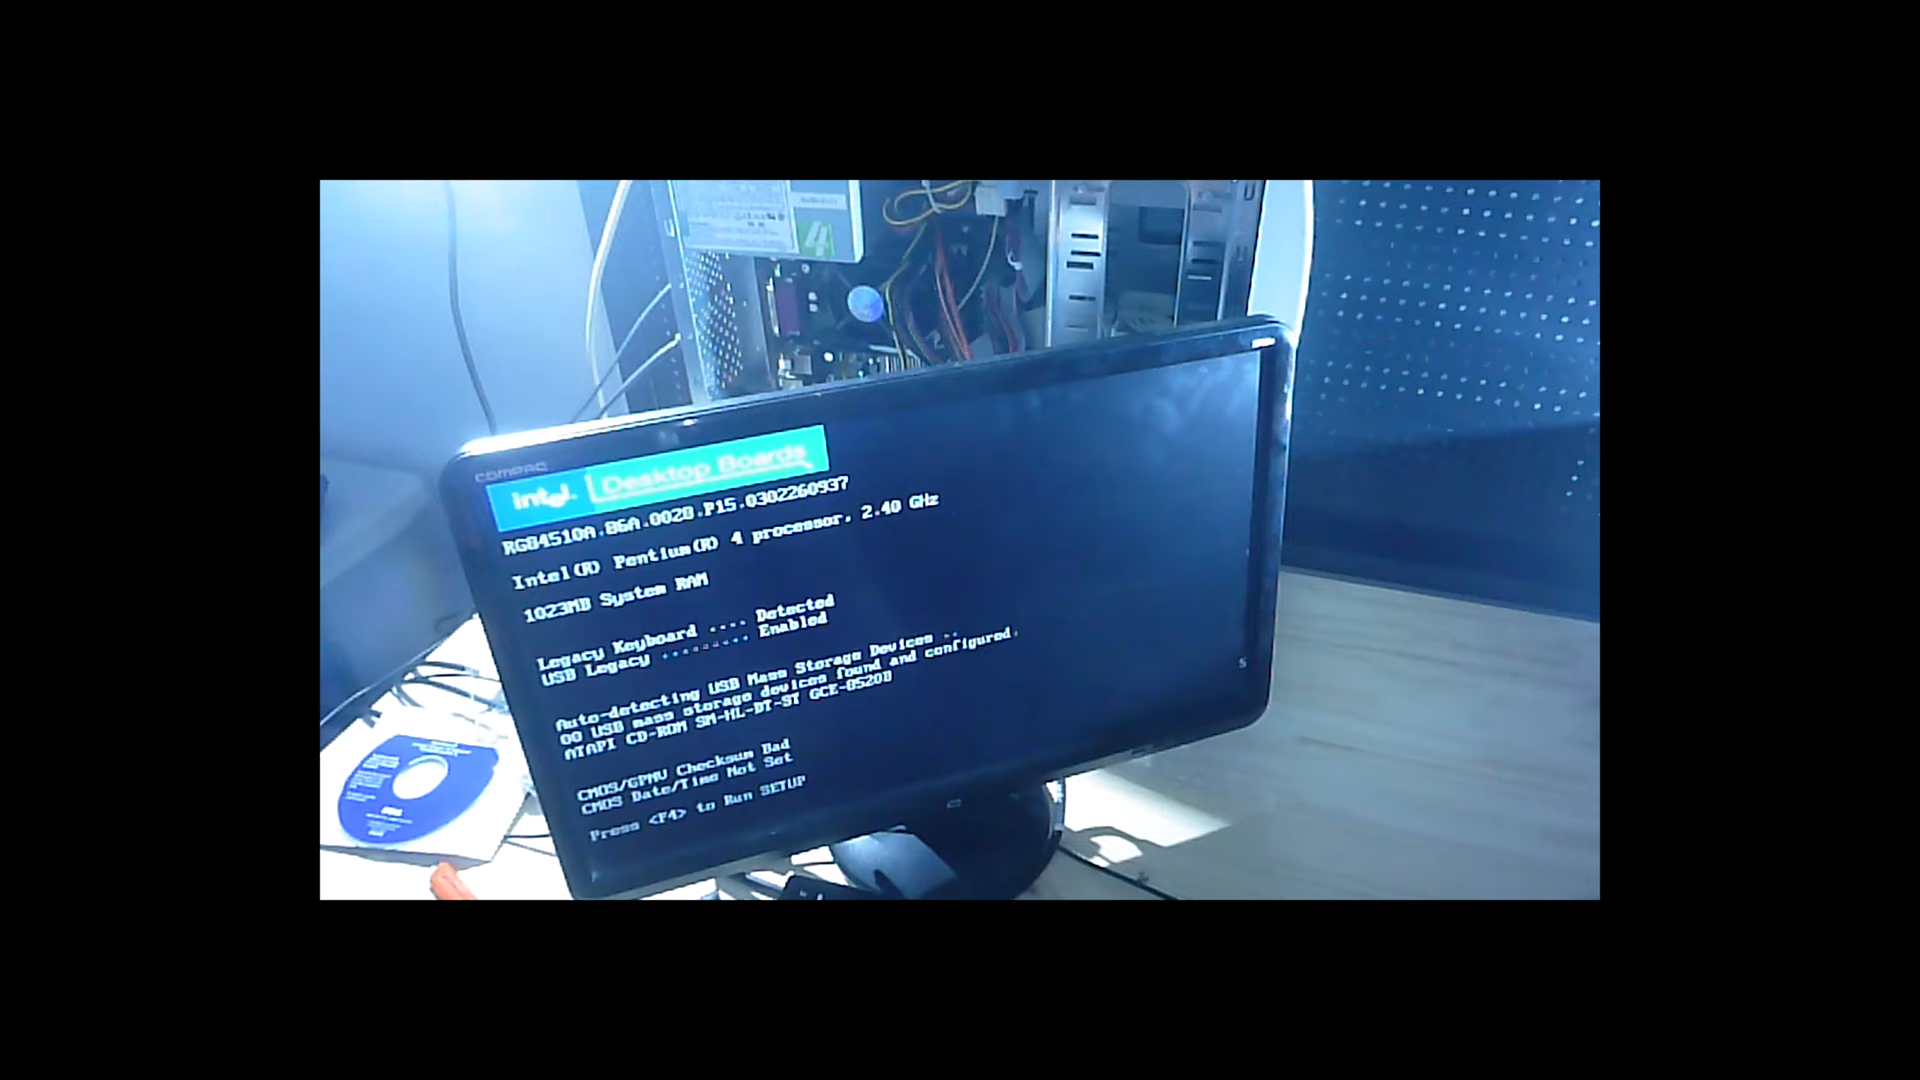 COMPAQ
intel. Desktop Boards
RG84510A.86A.0028.P15.0302260937
Intel(R) Pentium(R) 4 processor, 2.40 GHz
1023MB System RAM
Legacy Keyboard .... Detected
USB Legacy ......... Enabled
Auto-detecting USB Mass Storage Devices ..
00 USB mass storage devices found and configured.
ATAPI CD-ROM SM-HL-DT-ST GCE-8520B
CMOS/GPNV Checksum Bad
CMOS Date/Time Not Set
Press <F4> to Run SETUP
5
4